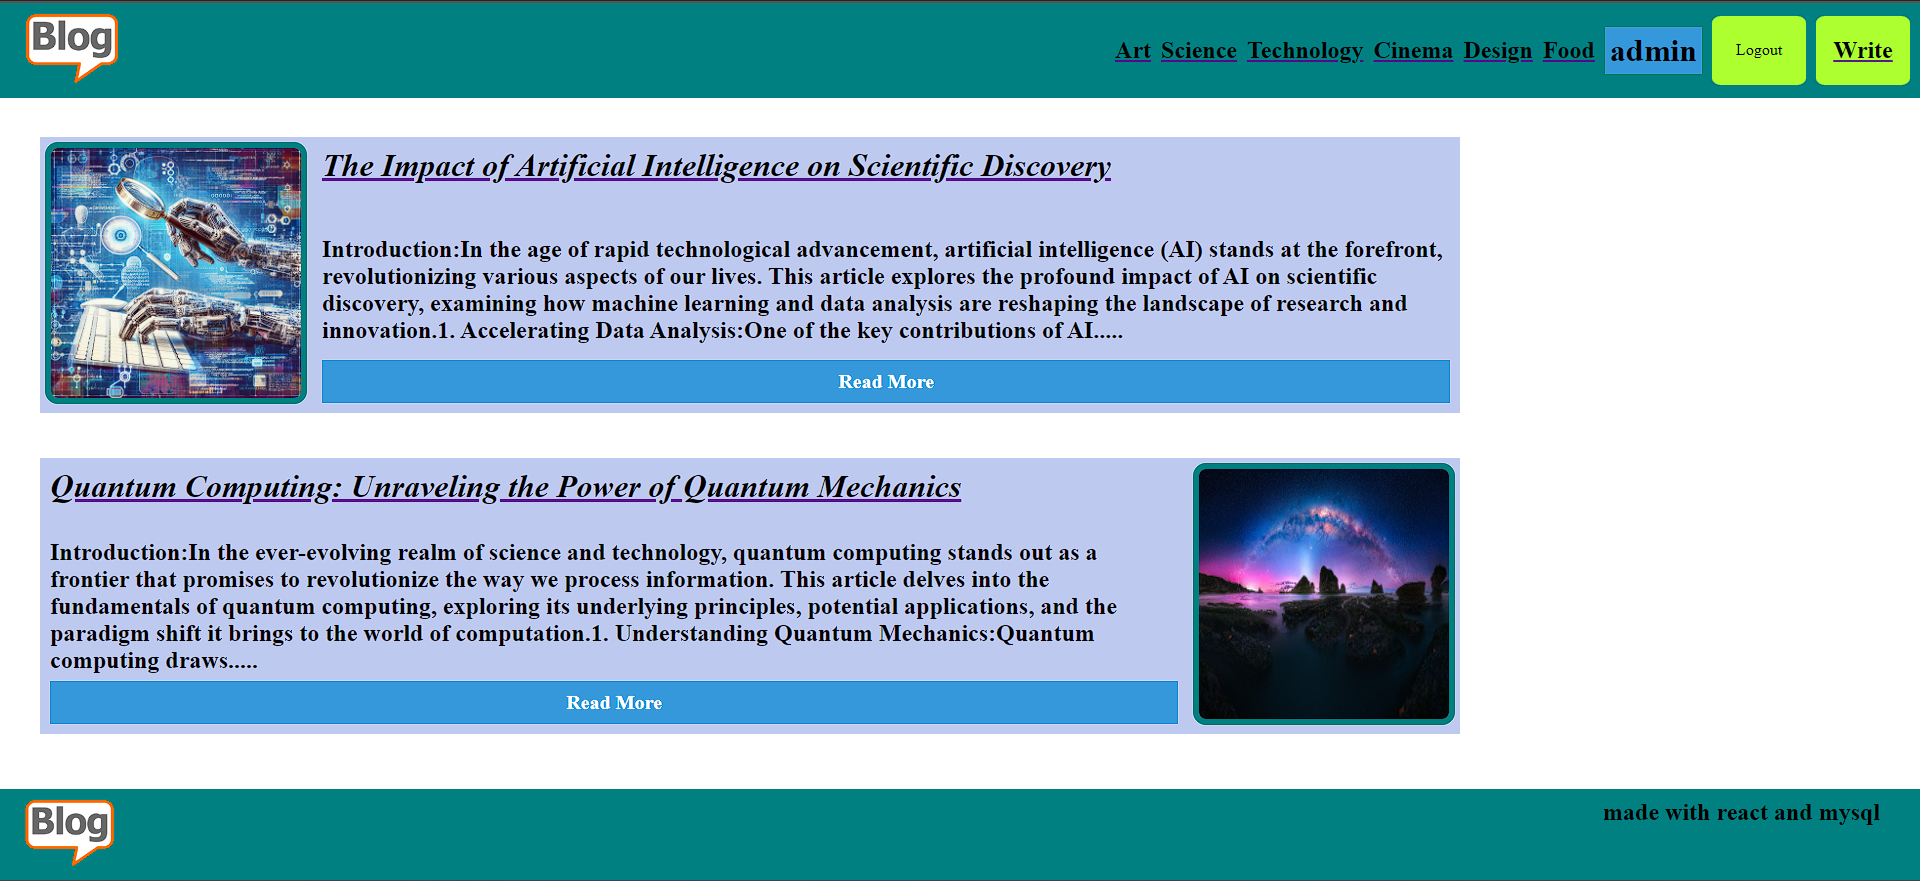 Blog
Art Science Technology Cinema Design Food admin Logout Write
The Impact of Artificial Intelligence on Scientific Discovery
Introduction:In the age of rapid technological advancement, artificial intelligence (AI) stands at the forefront,
revolutionizing various aspects of our lives. This article explores the profound impact of AI on scientific
discovery, examining how machine learning and data analysis are reshaping the landscape of research and
innovation.1. Accelerating Data Analysis:One of the key contributions of AI.....
Read More
Quantum Computing: Unraveling the Power of Quantum Mechanics
Introduction:In the ever-evolving realm of science and technology, quantum computing stands out as a
frontier that promises to revolutionize the way we process information. This article delves into the
fundamentals of quantum computing, exploring its underlying principles, potential applications, and the
paradigm shift it brings to the world of computation.1. Understanding Quantum Mechanics:Quantum
computing draws.....
Read More
Blog
made with react and mysql